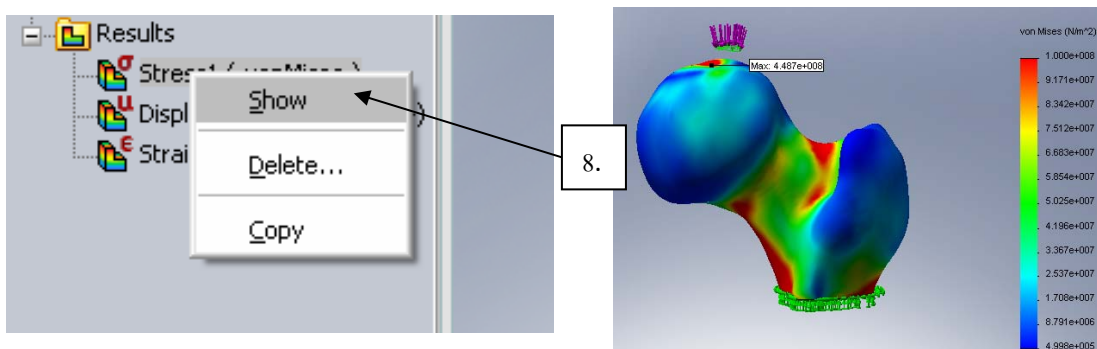 Results
Stress1 ( vonMises )
Displ )
Strai
Show
Delete...
Copy
8.
Max: 4.487e+008
von Mises (N/m^2)
1.000e+008
9.171e+007
8.342e+007
7.512e+007
6.683e+007
5.854e+007
5.025e+007
4.196e+007
3.367e+007
2.537e+007
1.708e+007
8.791e+006
4.998e+005